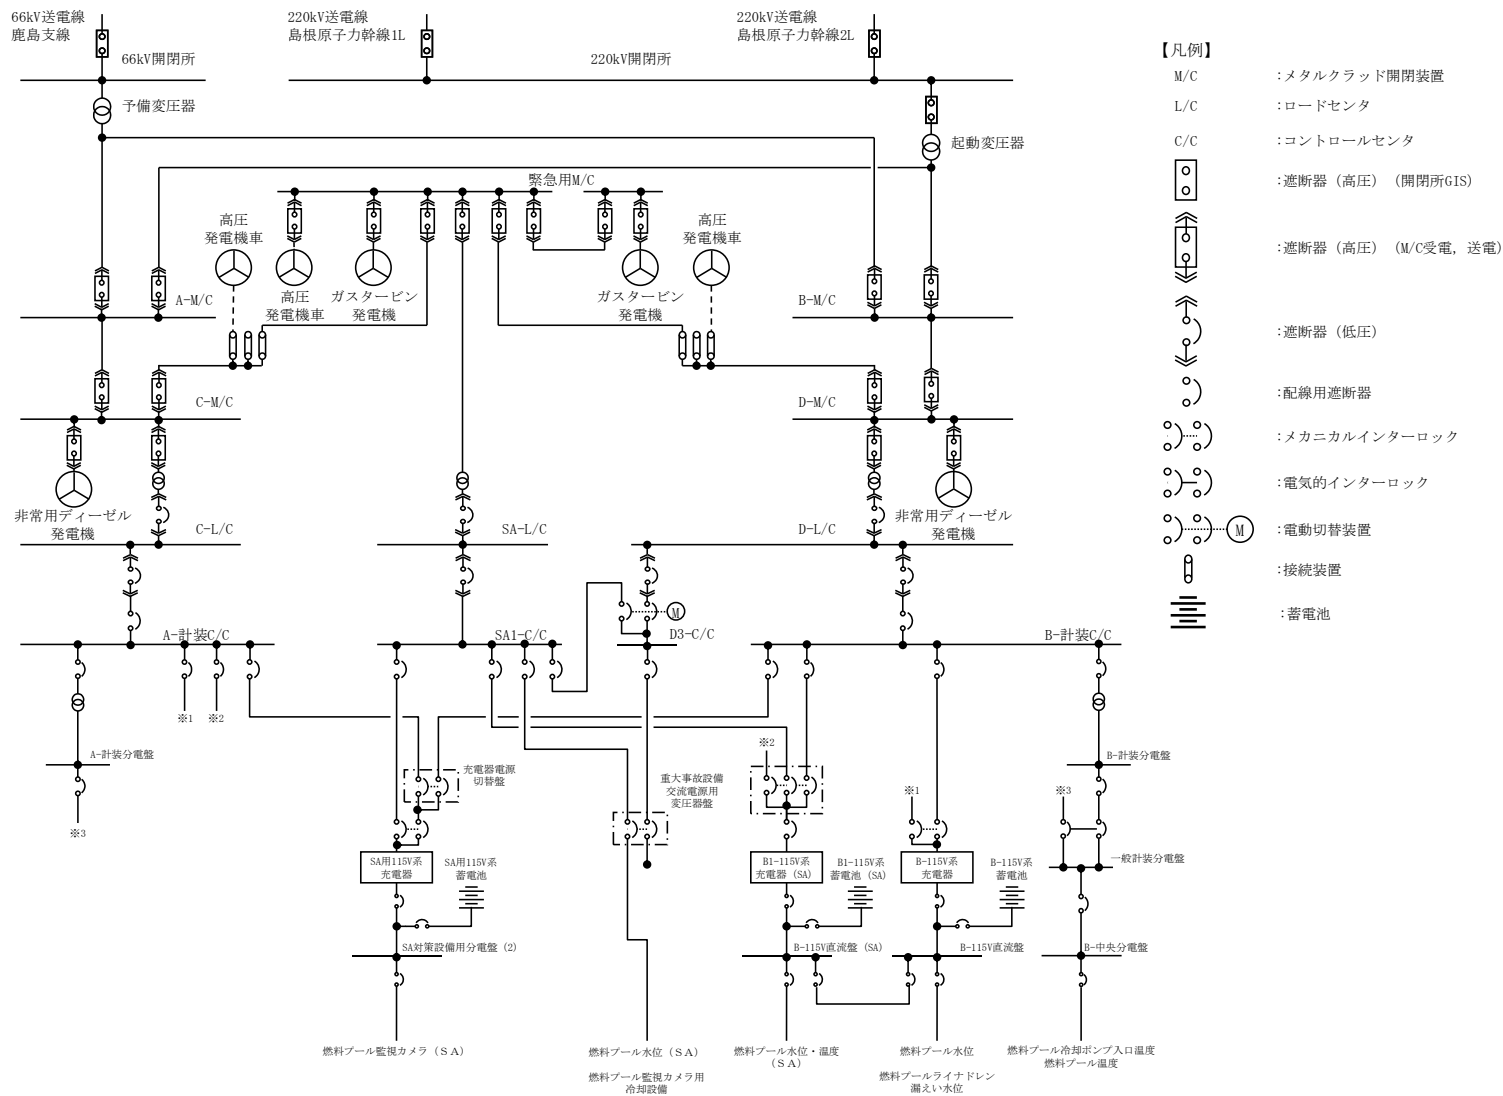 66kV送電線
鹿島支線
220kV送電線
島根原子力幹線1L
220kV送電線
島根原子力幹線2L
66kV開閉所
220kV開閉所
予備変圧器
起動変圧器
緊急用M/C
高圧
発電機車
高圧
発電機車
高圧
発電機車
ガスタービン
発電機
ガスタービン
発電機
A-M/C
B-M/C
C-M/C
D-M/C
非常用ディーゼル
発電機
C-L/C
SA-L/C
D-L/C
非常用ディーゼル
発電機
M
A-計装C/C
SA1-C/C
D3-C/C
B-計装C/C
※1
※2
A-計装分電盤
※3
充電器電源
切替盤
重大事故設備
交流電源用
変圧器盤
※2
※1
B-計装分電盤
※3
一般計装分電盤
SA用115V系
充電器
SA用115V系
蓄電池
B1-115V系
充電器（SA）
B1-115V系
蓄電池（SA）
B-115V系
充電器
B-115V系
蓄電池
SA対策設備用分電盤（2）
B-115V直流盤（SA）
B-115V直流盤
B-中央分電盤
燃料プール監視カメラ（ＳＡ）
燃料プール水位（ＳＡ）
燃料プール監視カメラ用
冷却設備
燃料プール水位・温度
（ＳＡ）
燃料プール水位
燃料プールライナドレン
漏えい水位
燃料プール冷却ポンプ入口温度
燃料プール温度
【凡例】
M/C :メタルクラッド開閉装置
L/C :ロードセンタ
C/C :コントロールセンタ
:遮断器（高圧）（開閉所GIS）
:遮断器（高圧）（M/C受電，送電）
:遮断器（低圧）
:配線用遮断器
:メカニカルインターロック
:電気的インターロック
M :電動切替装置
:接続装置
:蓄電池